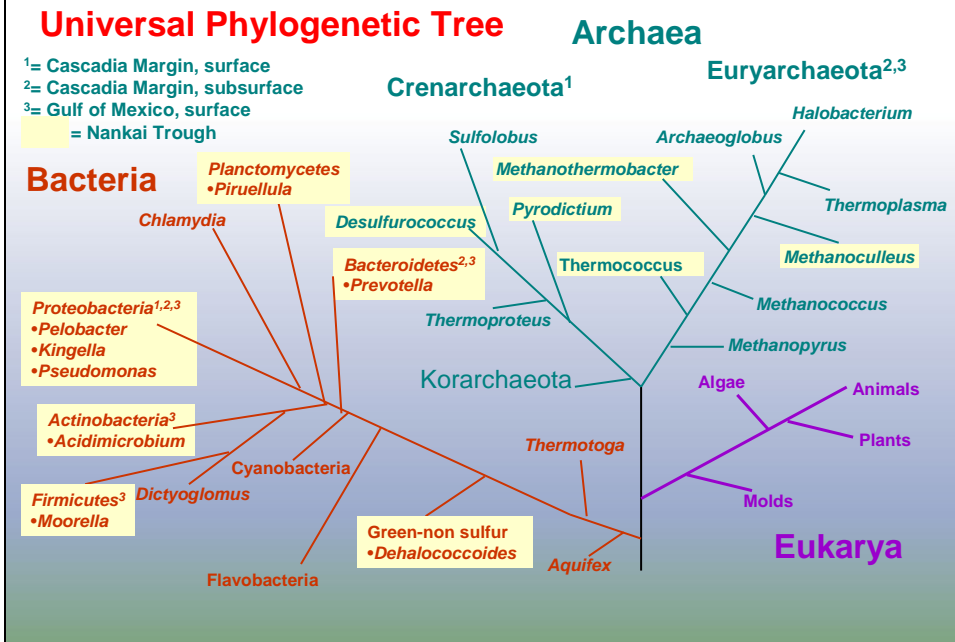 Universal Phylogenetic Tree
Archaea
¹= Cascadia Margin, surface
²= Cascadia Margin, subsurface
³= Gulf of Mexico, surface
= Nankai Trough
Crenarchaeota¹
Euryarchaeota²,³
Halobacterium
Sulfolobus
Archaeoglobus
Methanothermobacter
Bacteria
Planctomycetes
•Piruellula
Chlamydia
Desulfurococcus
Pyrodictium
Thermoplasma
Methanoculleus
Bacteroidetes²,³
•Prevotella
Thermococcus
Proteobacteria¹,²,³
•Pelobacter
•Kingella
•Pseudomonas
Thermoproteus
Methanococcus
Methanopyrus
Korarchaeota
Algae
Animals
Actinobacteria³
•Acidimicrobium
Thermotoga
Plants
Cyanobacteria
Firmicutes³
•Moorella
Dictyoglomus
Molds
Green-non sulfur
•Dehalococcoides
Eukarya
Flavobacteria
Aquifex